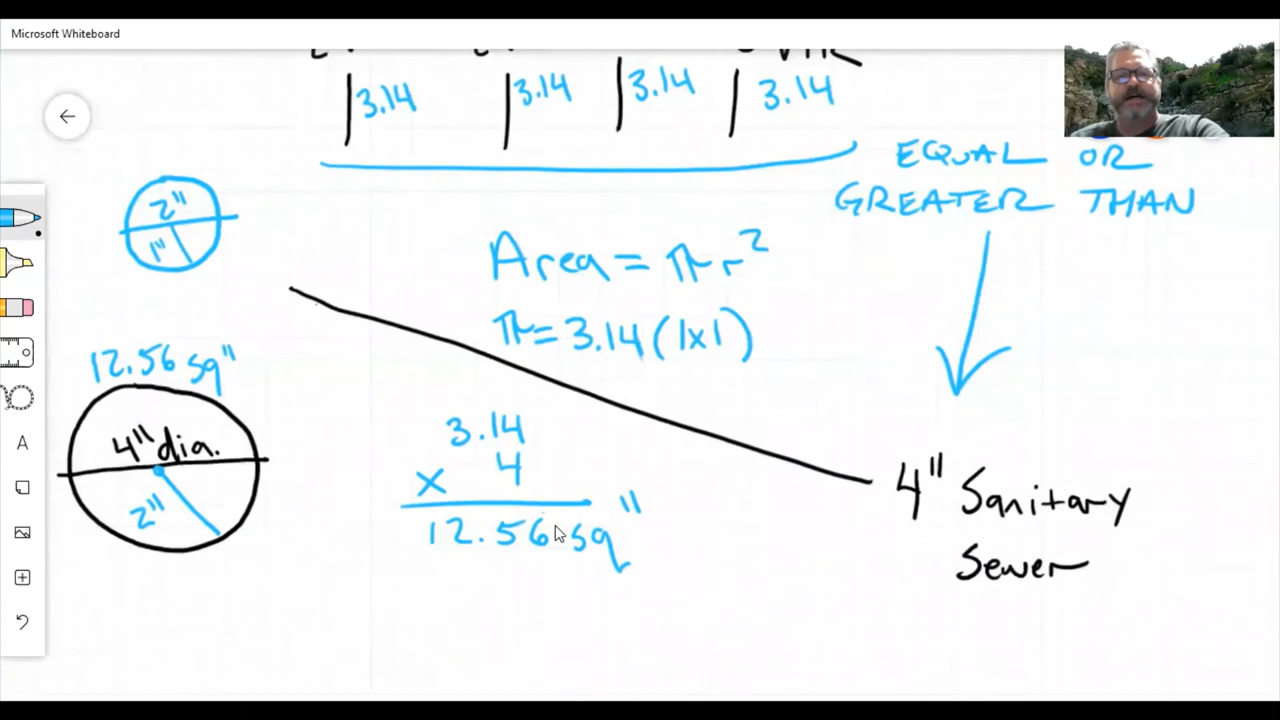 Microsoft Whiteboard
3.14 3.14 3.14 3.14
EQUAL OR
GREATER THAN
2"
1"
Area = πr²
π = 3.14 (1x1)
12.56 sq"
4" dia.
2"
3.14
x 4
12.56 sq"
4" Sanitary
Sewer
A